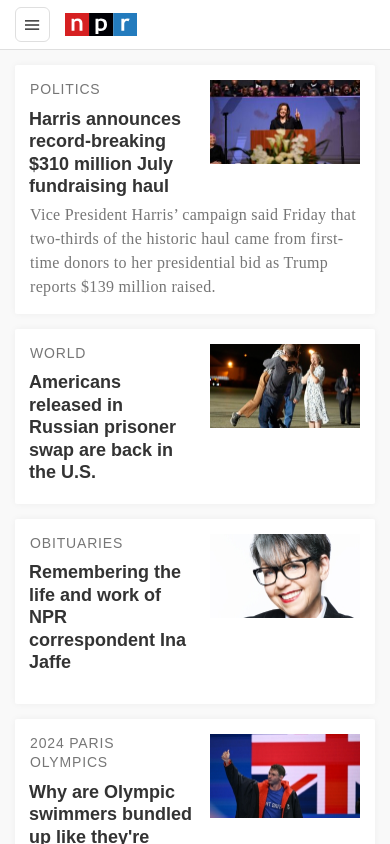 npr
POLITICS
Harris announces
record-breaking
$310 million July
fundraising haul
Vice President Harris’ campaign said Friday that
two-thirds of the historic haul came from first-
time donors to her presidential bid as Trump
reports $139 million raised.
WORLD
Americans
released in
Russian prisoner
swap are back in
the U.S.
OBITUARIES
Remembering the
life and work of
NPR
correspondent Ina
Jaffe
2024 PARIS
OLYMPICS
Why are Olympic
swimmers bundled
up like they're